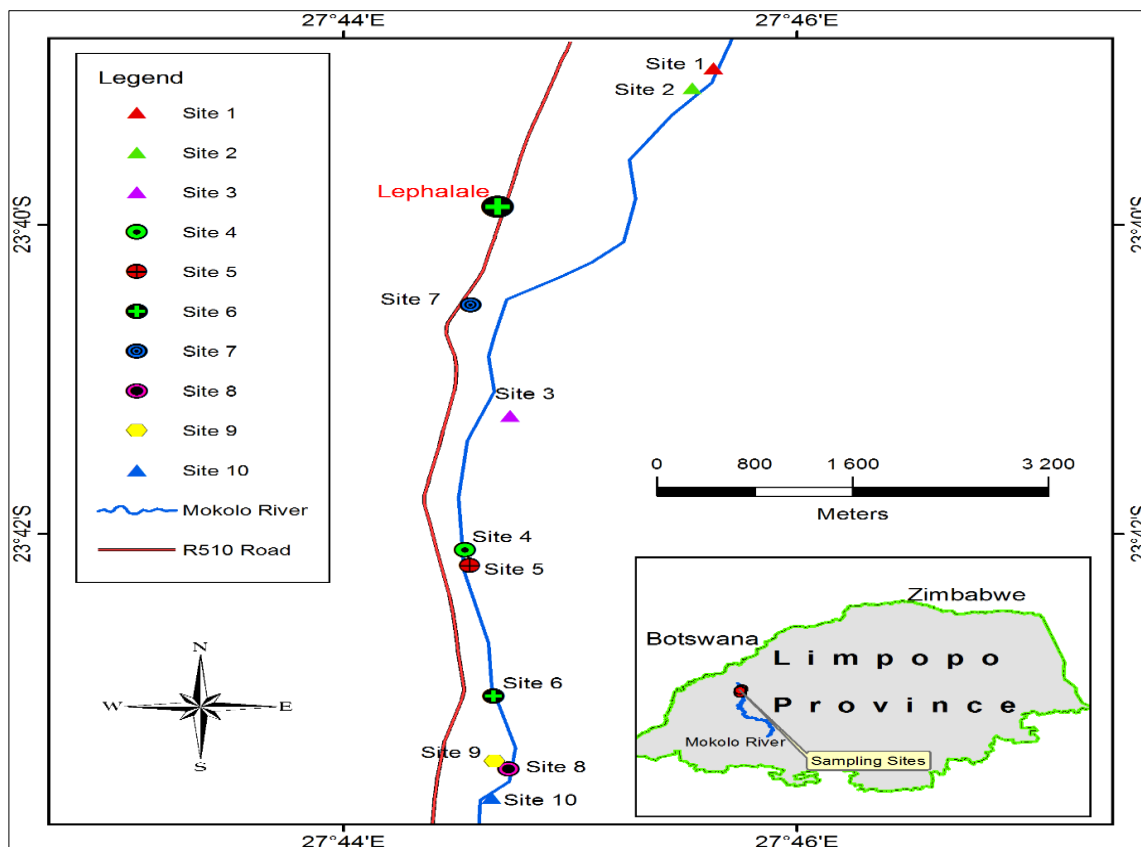 27°44'E
27°46'E
Legend
Site 1
Site 2
Site 3
Site 4
Site 5
Site 6
Site 7
Site 8
Site 9
Site 10
Mokolo River
R510 Road
Site 1
Site 2
Lephalale
23°40'S
23°40'S
Site 7
Site 3
0 800 1 600 3 200
Meters
23°42'S
23°42'S
Site 4
Site 5
Site 6
Site 9
Site 8
Site 10
N
W E
S
Zimbabwe
Botswana
Limpopo
Province
Mokolo River
Sampling Sites
27°44'E
27°46'E